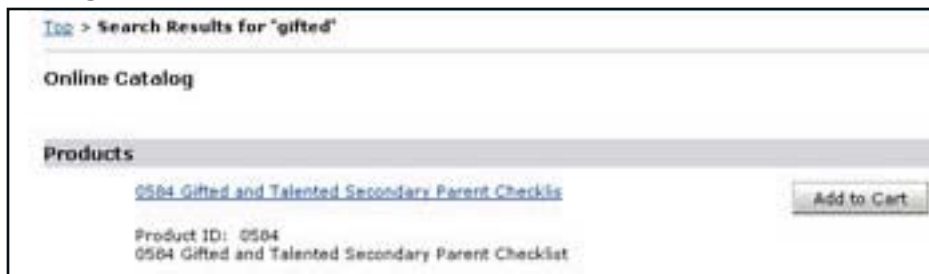 Top > Search Results for "gifted"
Online Catalog
Products
0584 Gifted and Talented Secondary Parent Checklis
Add to Cart
Product ID: 0584
0584 Gifted and Talented Secondary Parent Checklist